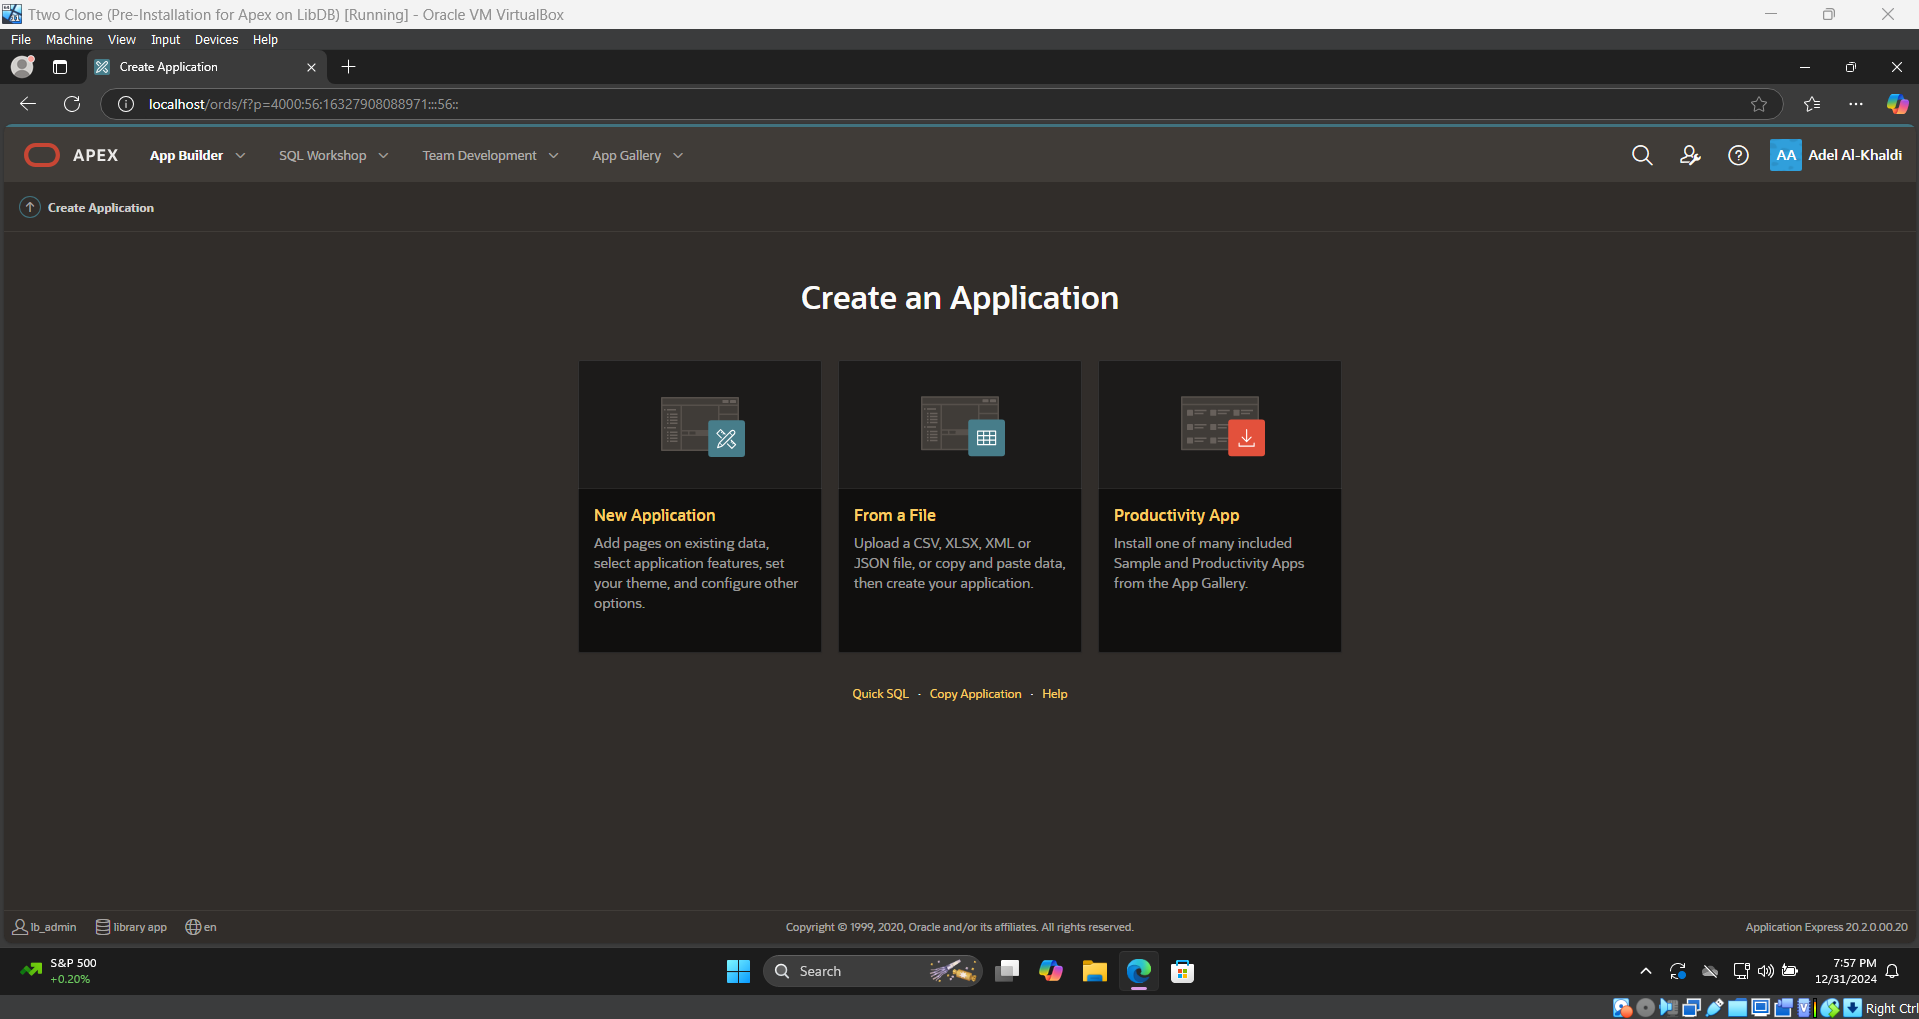 Ttwo Clone (Pre-Installation for Apex on LibDB) [Running] - Oracle VM VirtualBox
File Machine View Input Devices Help
Create Application
localhost/ords/f?p=4000:56:16327908088971:::56::
APEX App Builder SQL Workshop Team Development App Gallery AA Adel Al-Khaldi
Create Application
Create an Application
New Application
Add pages on existing data,
select application features, set
your theme, and configure other
options.
From a File
Upload a CSV, XLSX, XML or
JSON file, or copy and paste data,
then create your application.
Productivity App
Install one of many included
Sample and Productivity Apps
from the App Gallery.
Quick SQL - Copy Application - Help
lb_admin library app en Copyright © 1999, 2020, Oracle and/or its affiliates. All rights reserved. Application Express 20.2.0.00.20
S&P 500
+0.20%
Search
7:57 PM
12/31/2024
Right Ctrl